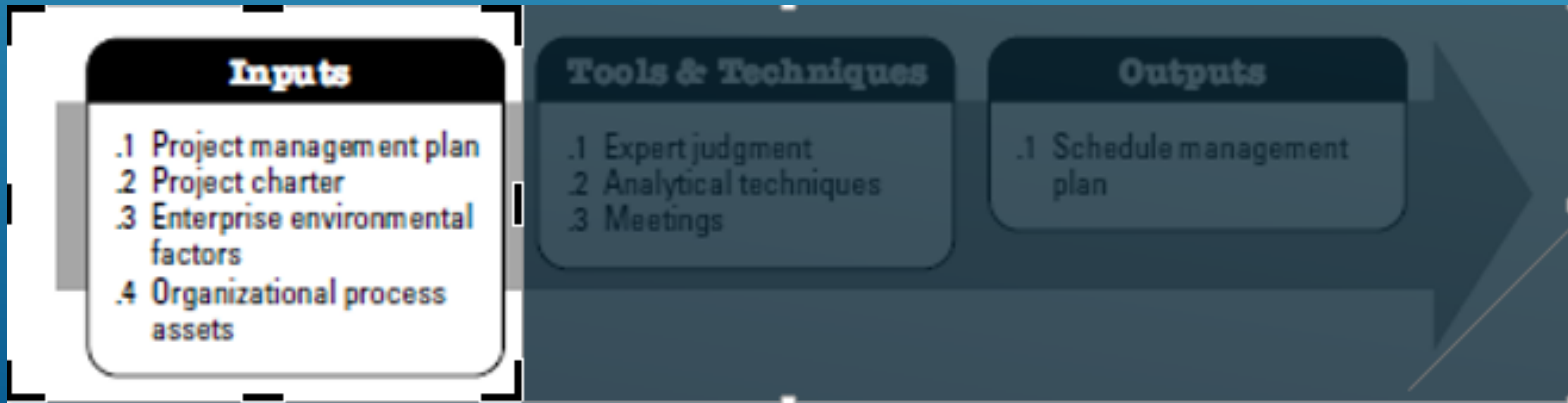 Inputs
.1 Project management plan
.2 Project charter
.3 Enterprise environmental
factors
.4 Organizational process
assets
Tools & Techniques
.1 Expert judgment
.2 Analytical techniques
.3 Meetings
Outputs
.1 Schedule management
plan